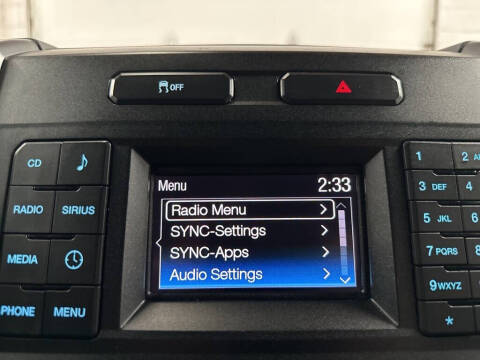 OFF
CD
RADIO SIRIUS
MEDIA
PHONE MENU
Menu 2:33
Radio Menu
SYNC-Settings
SYNC-Apps
Audio Settings
1 2
3 DEF 4
5 JKL 6
7 PQRS 8
9 WXYZ
*